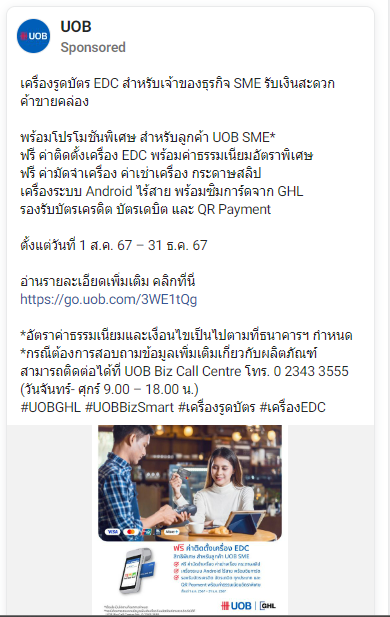 UOB
UOB
Sponsored
เครื่องรูดบัตร EDC สำหรับเจ้าของธุรกิจ SME รับเงินสะดวก
ค้าขายคล่อง
พร้อมโปรโมชันพิเศษ สำหรับลูกค้า UOB SME*
ฟรี ค่าติดตั้งเครื่อง EDC พร้อมค่าธรรมเนียมอัตราพิเศษ
ฟรี ค่ามัดจำเครื่อง ค่าเช่าเครื่อง กระดาษสลิป
เครื่องระบบ Android ไร้สาย พร้อมซิมการ์ดจาก GHL
รองรับบัตรเครดิต บัตรเดบิต และ QR Payment
ตั้งแต่วันที่ 1 ส.ค. 67 – 31 ธ.ค. 67
อ่านรายละเอียดเพิ่มเติม คลิกที่นี่
https://go.uob.com/3WE1tQg
*อัตราค่าธรรมเนียมและเงื่อนไขเป็นไปตามที่ธนาคารฯ กำหนด
*กรณีต้องการสอบถามข้อมูลเพิ่มเติมเกี่ยวกับผลิตภัณฑ์
สามารถติดต่อได้ที่ UOB Biz Call Centre โทร. 0 2343 3555
(วันจันทร์- ศุกร์ 9.00 – 18.00 น.)
#UOBGHL #UOBBizSmart #เครื่องรูดบัตร #เครื่องEDC
VISA
ฟรี ค่าติดตั้งเครื่อง EDC
สิทธิพิเศษ สำหรับลูกค้า UOB SME
UOB GHL